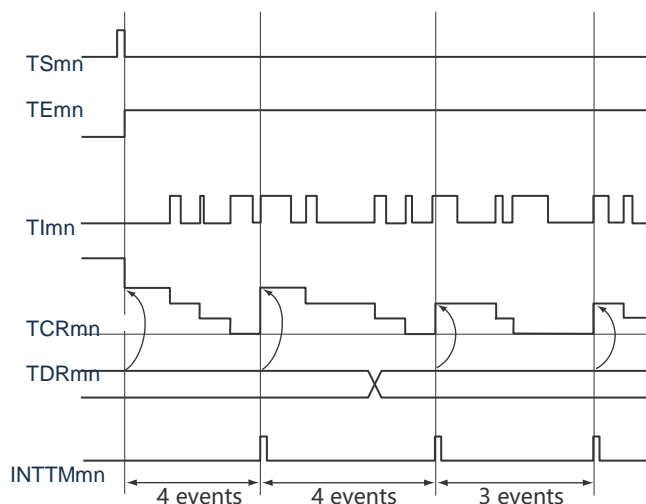 TSmn
TEmn
TImn
TCRmn
TDRmn
INTTMmn
4 events 4 events 3 events